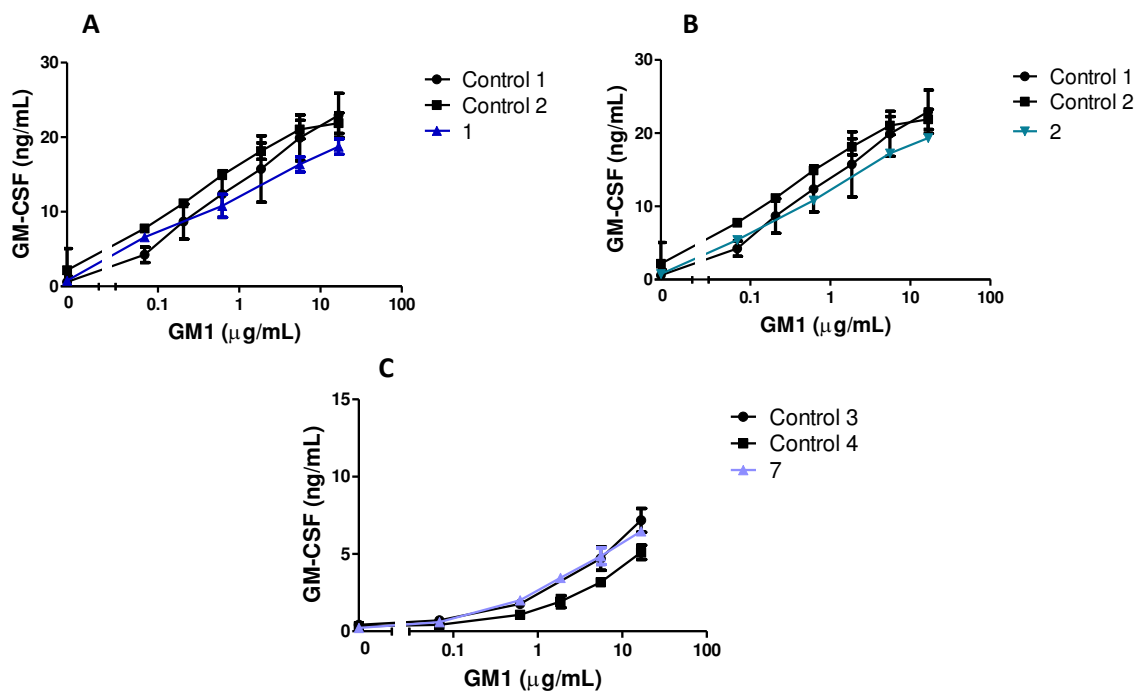 A
GM-CSF (ng/mL)
30
20
10
0
0
0.1
1
10
100
GM1 (μg/mL)
Control 1
Control 2
1
B
GM-CSF (ng/mL)
30
20
10
0
0
0.1
1
10
100
GM1 (μg/mL)
Control 1
Control 2
2
C
GM-CSF (ng/mL)
15
10
5
0
0
0.1
1
10
100
GM1 (μg/mL)
Control 3
Control 4
7